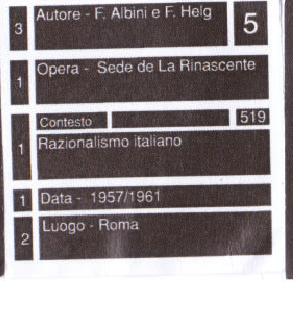 3 Autore - F. Albini e F. Helg 5
1 Opera - Sede de La Rinascente
Contesto 519
1 Razionalismo italiano
1 Data - 1957/1961
2 Luogo - Roma